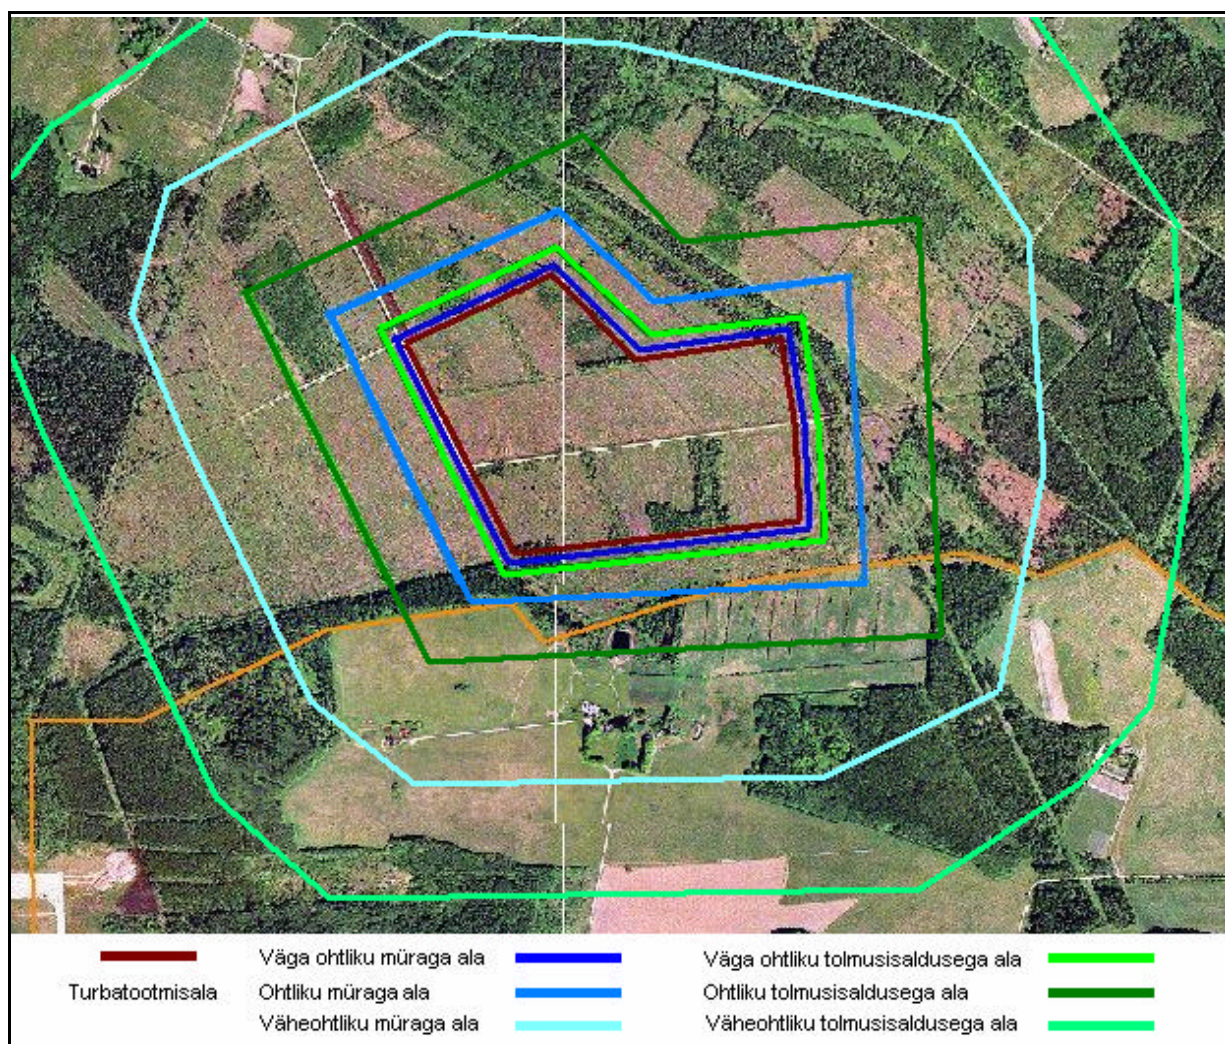 Turbatootmisala
Väga ohtliku müraga ala
Ohtliku müraga ala
Väheohtliku müraga ala
Väga ohtliku tolmusisaldusega ala
Ohtliku tolmusisaldusega ala
Väheohtliku tolmusisaldusega ala